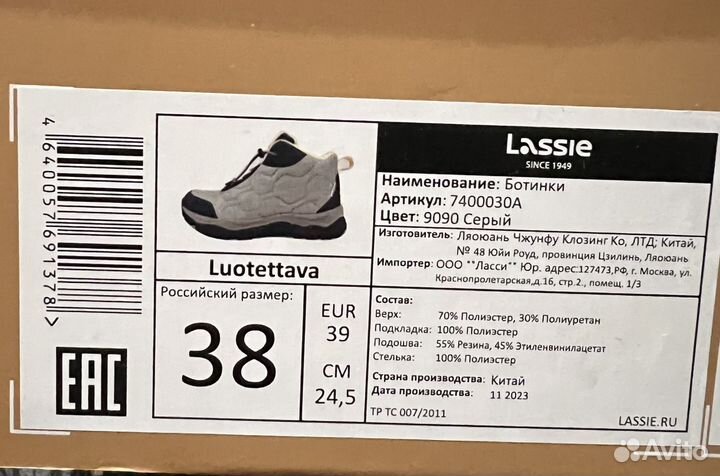 4 640057 691378 >
EAC
Luotettava
Российский размер:
38
EUR
39
CM
24,5
Lassie
SINCE 1949
Наименование: Ботинки
Артикул: 7400030A
Цвет: 9090 Серый
Изготовитель: Ляоюань Чжунфу Клозинг Ко, ЛТД; Китай,
№ 48 Юйи Роуд, провинция Цзилинь, Ляоюань
Импортер: ООО "Ласси" Юр. адрес:127473,РФ, г. Москва, ул.
Краснопролетарская,д.16, стр.2., помещ. 1/3
Состав:
Верх: 70% Полиэстер, 30% Полиуретан
Подкладка: 100% Полиэстер
Подошва: 55% Резина, 45% Этиленвинилацетат
Стелька: 100% Полиэстер
Страна производства: Китай
Дата производства: 11 2023
ТР ТС 007/2011
LASSIE.RU
Avito